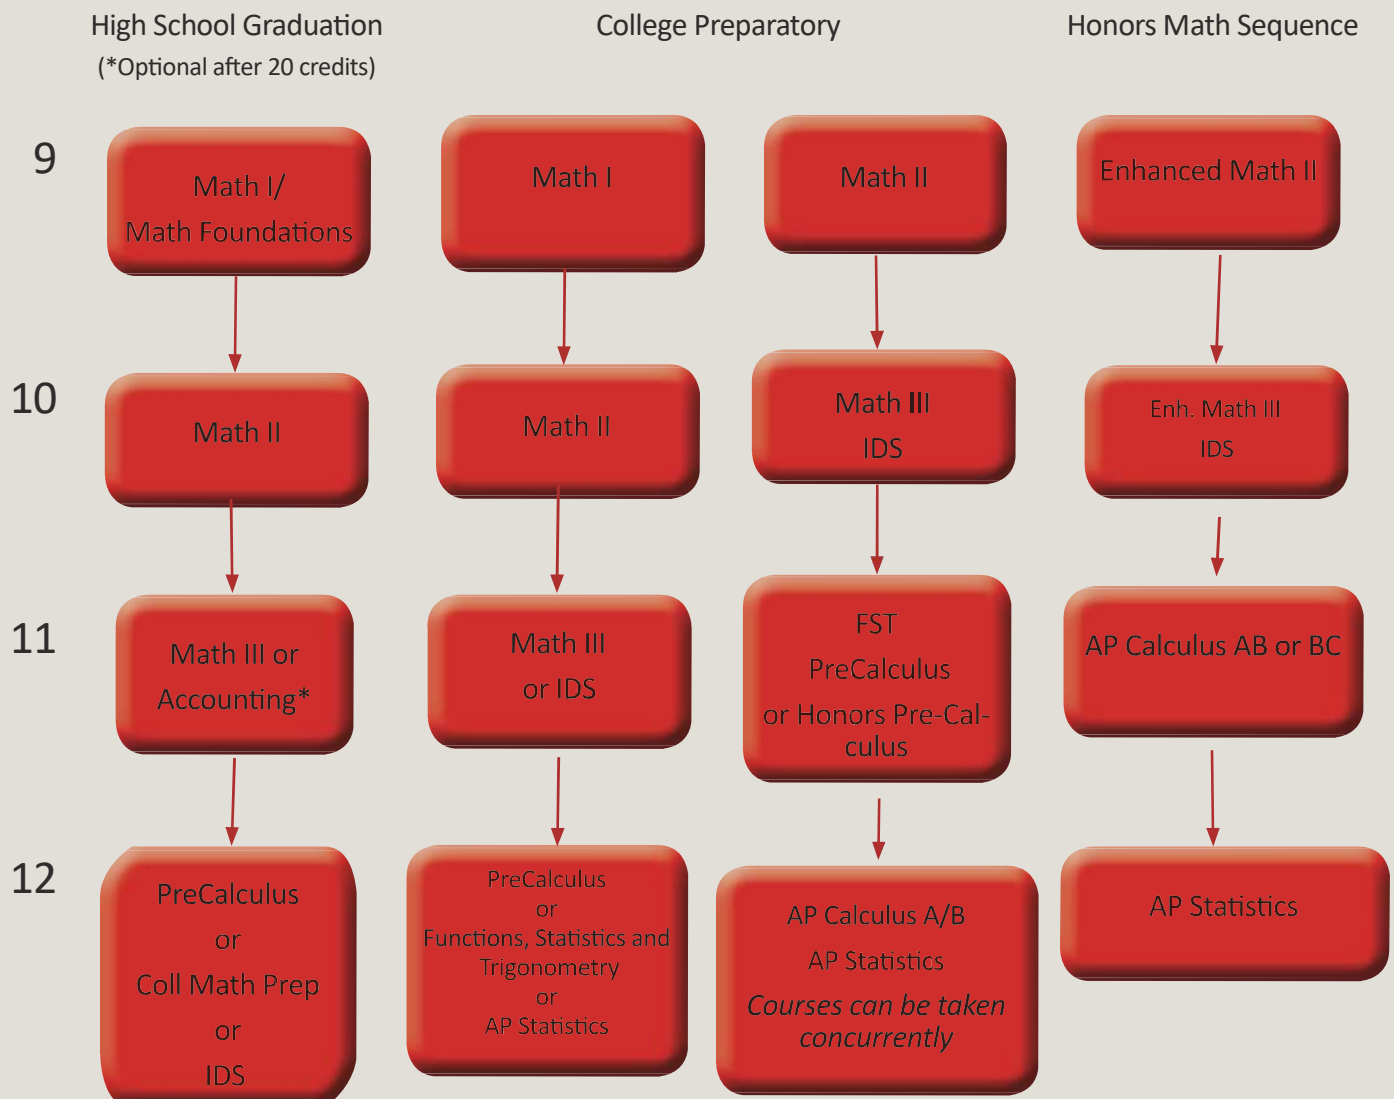 High School Graduation
(*Optional after 20 credits)
College Preparatory
Honors Math Sequence
9
Math I/
Math Foundations
Math I
Math II
Enhanced Math II
10
Math II
Math II
Math III
IDS
Enh. Math III
IDS
11
Math III or
Accounting*
Math III
or IDS
FST
PreCalculus
or Honors Pre-Cal-
culus
AP Calculus AB or BC
12
PreCalculus
or
Coll Math Prep
or
IDS
PreCalculus
or
Functions, Statistics and
Trigonometry
or
AP Statistics
AP Calculus A/B
AP Statistics
Courses can be taken
concurrently
AP Statistics